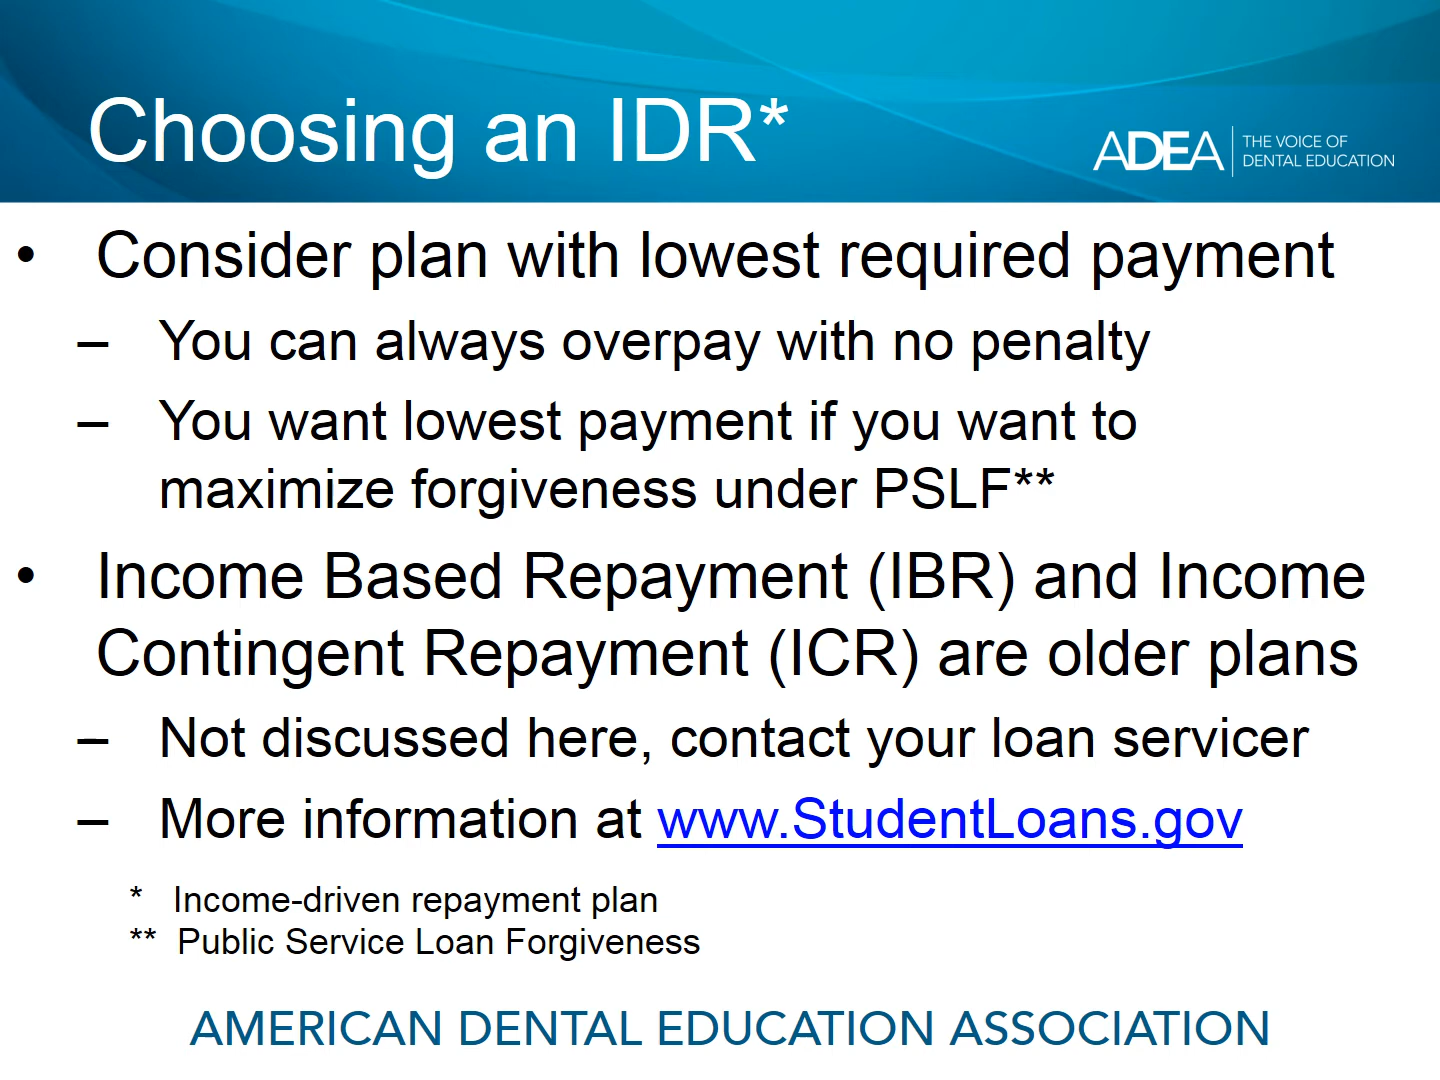 Choosing an IDR*
ADEA THE VOICE OF
DENTAL EDUCATION
• Consider plan with lowest required payment
– You can always overpay with no penalty
– You want lowest payment if you want to
maximize forgiveness under PSLF**
• Income Based Repayment (IBR) and Income
Contingent Repayment (ICR) are older plans
– Not discussed here, contact your loan servicer
– More information at www.StudentLoans.gov
* Income-driven repayment plan
** Public Service Loan Forgiveness
AMERICAN DENTAL EDUCATION ASSOCIATION